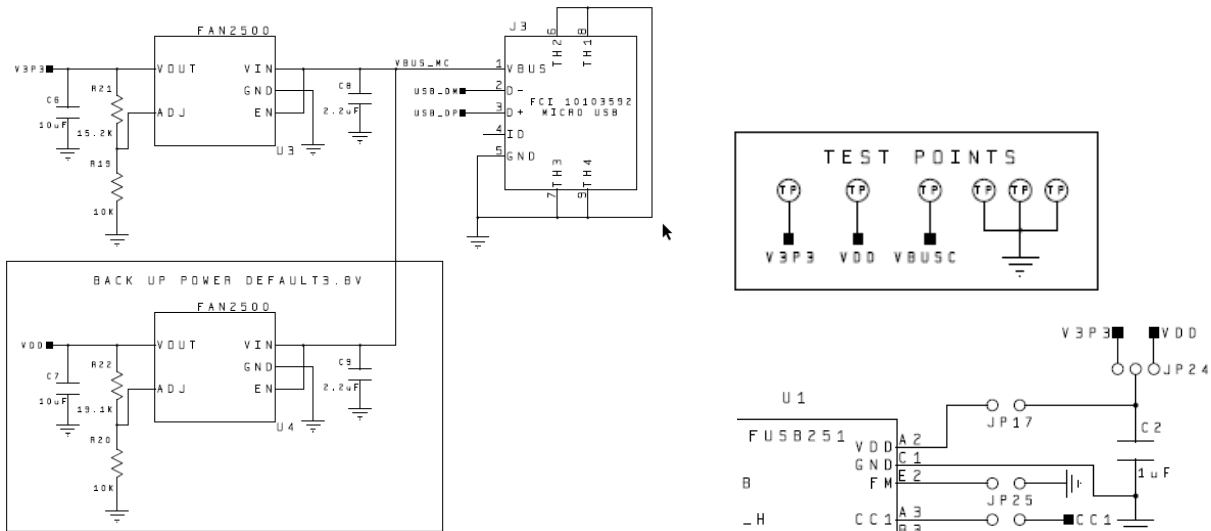 FAN2500
V3P3
VOUT
VIN
GND
ADJ
EN
U3
C6
10uF
R21
15.2K
R19
10K
C8
2.2uF
VBUS_MC
J3
6
8
TH2
TH1
1
VBUS
USB_DM
2
D-
FCI 10103592
USB_DP
3
D+
MICRO USB
4
ID
5
GND
TH3
TH4
7
9
BACK UP POWER DEFAULT3.8V
FAN2500
VDD
VOUT
VIN
GND
ADJ
EN
U4
C7
10uF
R22
19.1K
R20
10K
C9
2.2uF
TEST POINTS
TP TP TP TP TP TP
V3P3 VDD VBUSC
V3P3
VDD
JP24
U1
JP17
C2
1uF
FUSB251
VDD
A2
GND
C1
B
FM
E2
JP25
_H
CC1
A3
CC1
B3